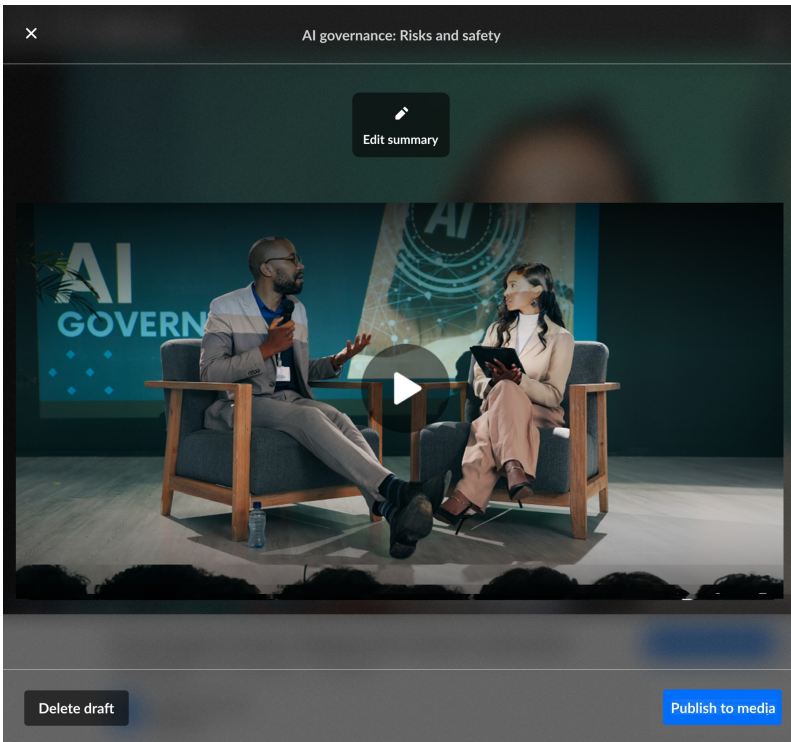 AI governance: Risks and safety
Edit summary
AI
AI
GOVERN
Delete draft
Publish to media